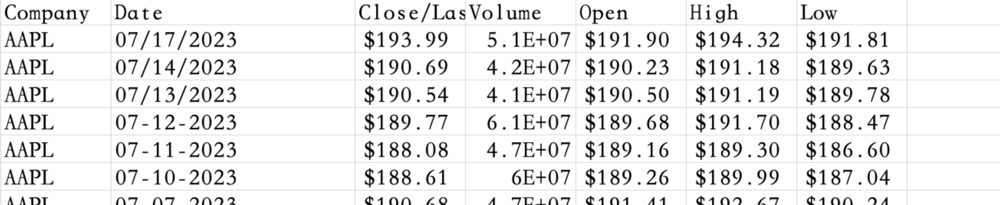 Company Date Close/Las Volume Open High Low
AAPL 07/17/2023 $193.99 5.1E+07 $191.90 $194.32 $191.81
AAPL 07/14/2023 $190.69 4.2E+07 $190.23 $191.18 $189.63
AAPL 07/13/2023 $190.54 4.1E+07 $190.50 $191.19 $189.78
AAPL 07-12-2023 $189.77 6.1E+07 $189.68 $191.70 $188.47
AAPL 07-11-2023 $188.08 4.7E+07 $189.16 $189.30 $186.60
AAPL 07-10-2023 $188.61 6E+07 $189.26 $189.99 $187.04
AAPL 07-07-2023 $190.68 4.7E+07 $191.41 $192.67 $190.24